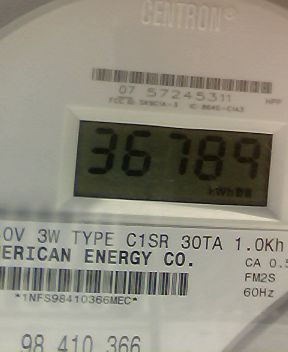 CENTRON®
07 57245311
HPP
36789
kWh
0V 3W TYPE C1SR 30TA 1.0Kh
ERICAN ENERGY CO.
CA 0.5
FM2S
60Hz
*1NFS98410366MEC*
98 410 366